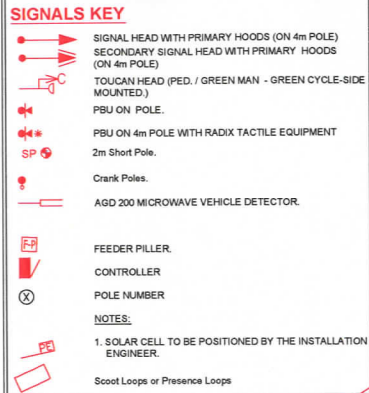 SIGNALS KEY
SIGNAL HEAD WITH PRIMARY HOODS (ON 4m POLE)
SECONDARY SIGNAL HEAD WITH PRIMARY HOODS
(ON 4m POLE)
TOUCAN HEAD (PED. / GREEN MAN - GREEN CYCLE-SIDE
MOUNTED.)
C
PBU ON POLE.
PBU ON 4m POLE WITH RADIX TACTILE EQUIPMENT
SP 2m Short Pole.
Crank Poles.
AGD 200 MICROWAVE VEHICLE DETECTOR.
F-P FEEDER PILLER.
CONTROLLER
X POLE NUMBER
NOTES:
1. SOLAR CELL TO BE POSITIONED BY THE INSTALLATION
PE ENGINEER.
Scoot Loops or Presence Loops